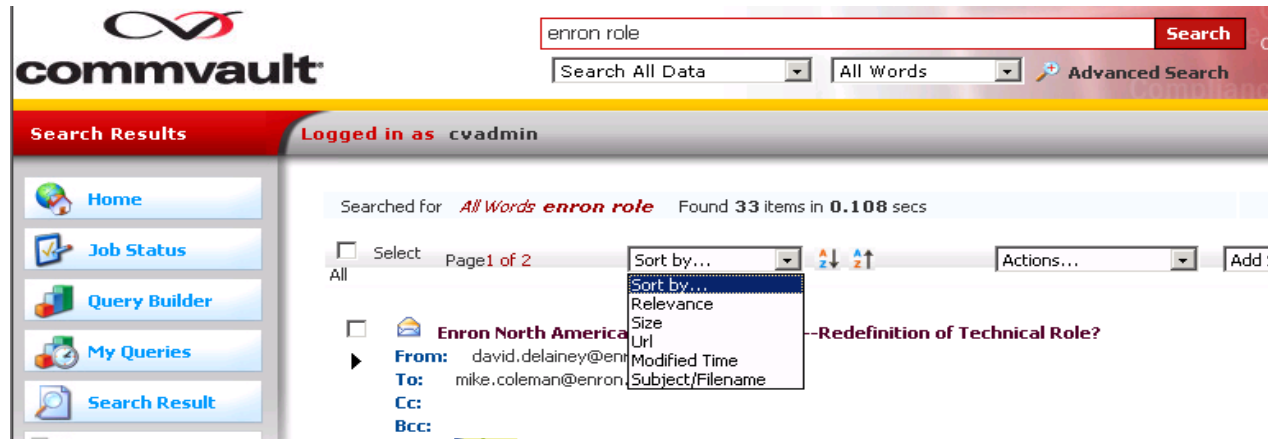 commvault
enron role
Search
Search All Data
All Words
Advanced Search
Search Results
Logged in as cvadmin
Home
Job Status
Query Builder
My Queries
Search Result
Searched for All Words enron role Found 33 items in 0.108 secs
Select All
Page1 of 2
Sort by...
Actions...
Add
Sort by...
Relevance
Size
Url
Modified Time
Subject/Filename
Enron North America --Redefinition of Technical Role?
From: david.delainey@enr
To: mike.coleman@enron.
Cc:
Bcc: